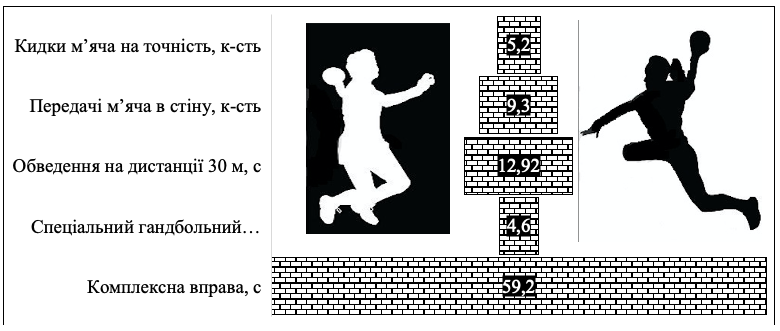 Кидки м’яча на точність, к-сть
5,2
Передачі м’яча в стіну, к-сть
9,3
Обведення на дистанції 30 м, с
12,92
Спеціальний гандбольний…
4,6
Комплексна вправа, с
59,2